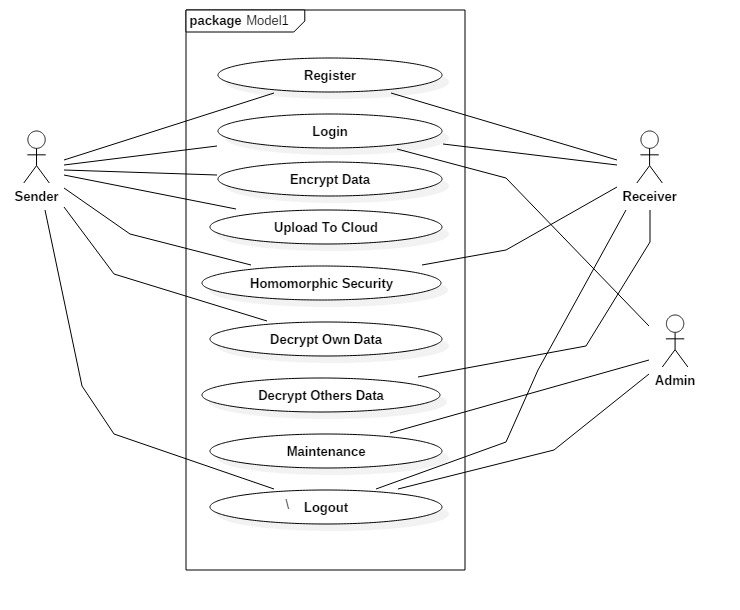 package Model1
Register
Login
Encrypt Data
Upload To Cloud
Homomorphic Security
Decrypt Own Data
Decrypt Others Data
Maintenance
\ Logout
Sender
Receiver
Admin